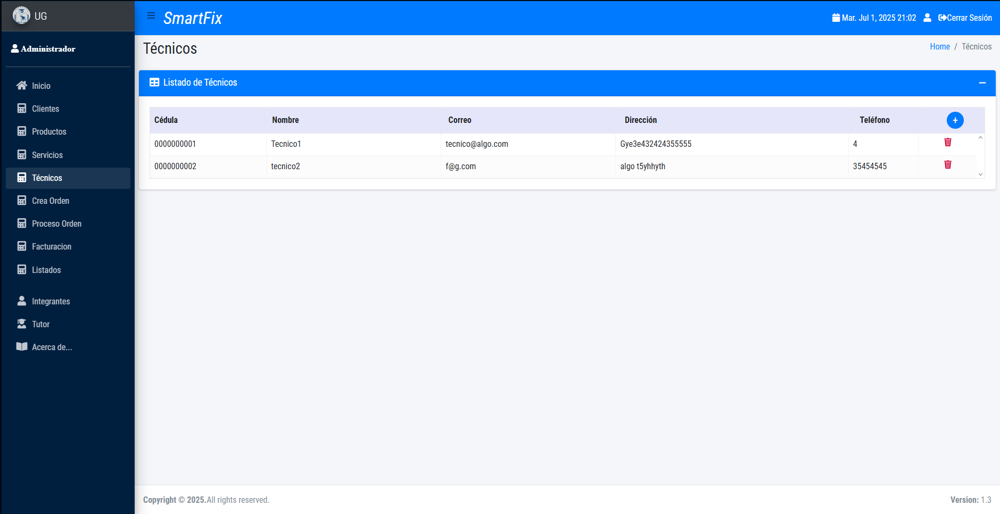 UG
SmartFix
Mar. Jul 1, 2025 21:02
Cerrar Sesión
Administrador
Inicio
Clientes
Productos
Servicios
Técnicos
Crea Orden
Proceso Orden
Facturacion
Listados
Integrantes
Tutor
Acerca de...
Técnicos
Home / Técnicos
Listado de Técnicos
Cédula Nombre Correo Dirección Teléfono +
0000000001 Tecnico1 tecnico@algo.com Gye3e432424355555 4
0000000002 tecnico2 f@g.com algo t5yhhyth 35454545
Copyright © 2025.All rights reserved.
Version: 1.3